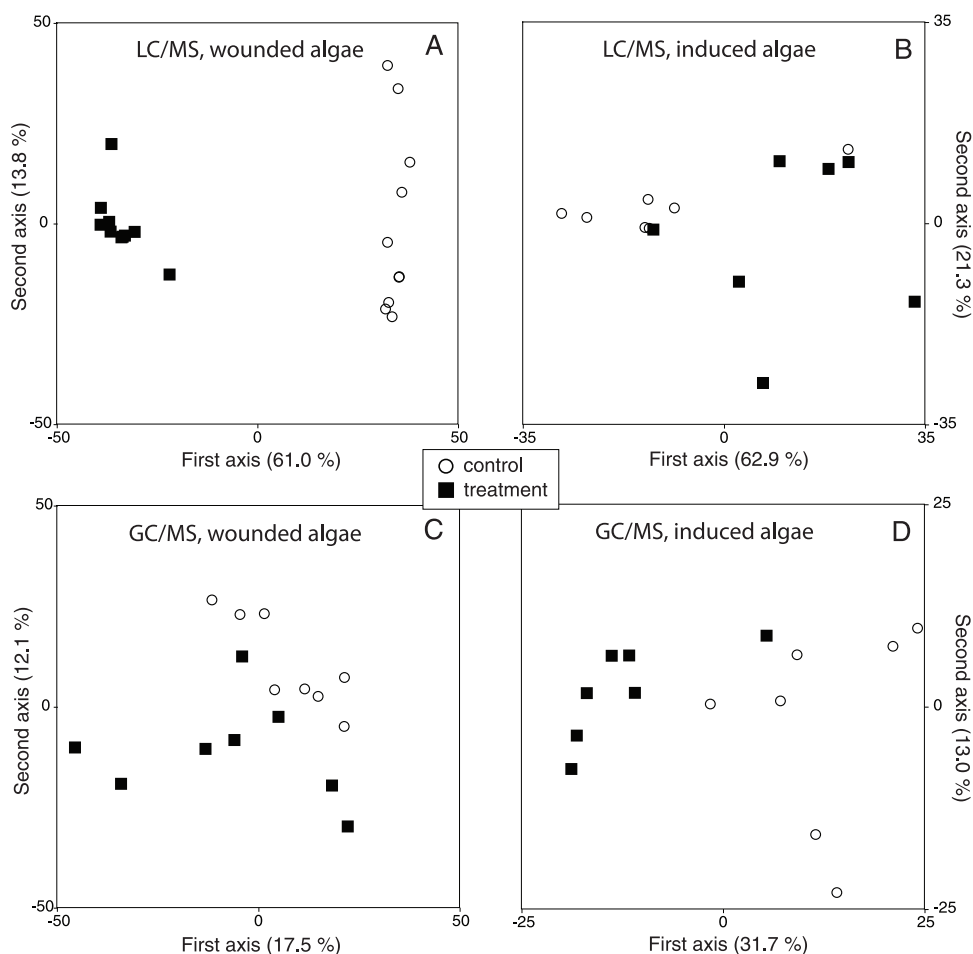 50
LC/MS, wounded algae
A
Second axis (13.8 %)
0
-50
-50
0
50
First axis (61.0 %)
35
LC/MS, induced algae
B
Second axis (21.3 %)
0
-35
-35
0
35
First axis (62.9 %)
control
treatment
50
GC/MS, wounded algae
C
Second axis (12.1 %)
0
-50
-50
0
50
First axis (17.5 %)
25
GC/MS, induced algae
D
Second axis (13.0 %)
0
-25
-25
0
25
First axis (31.7 %)